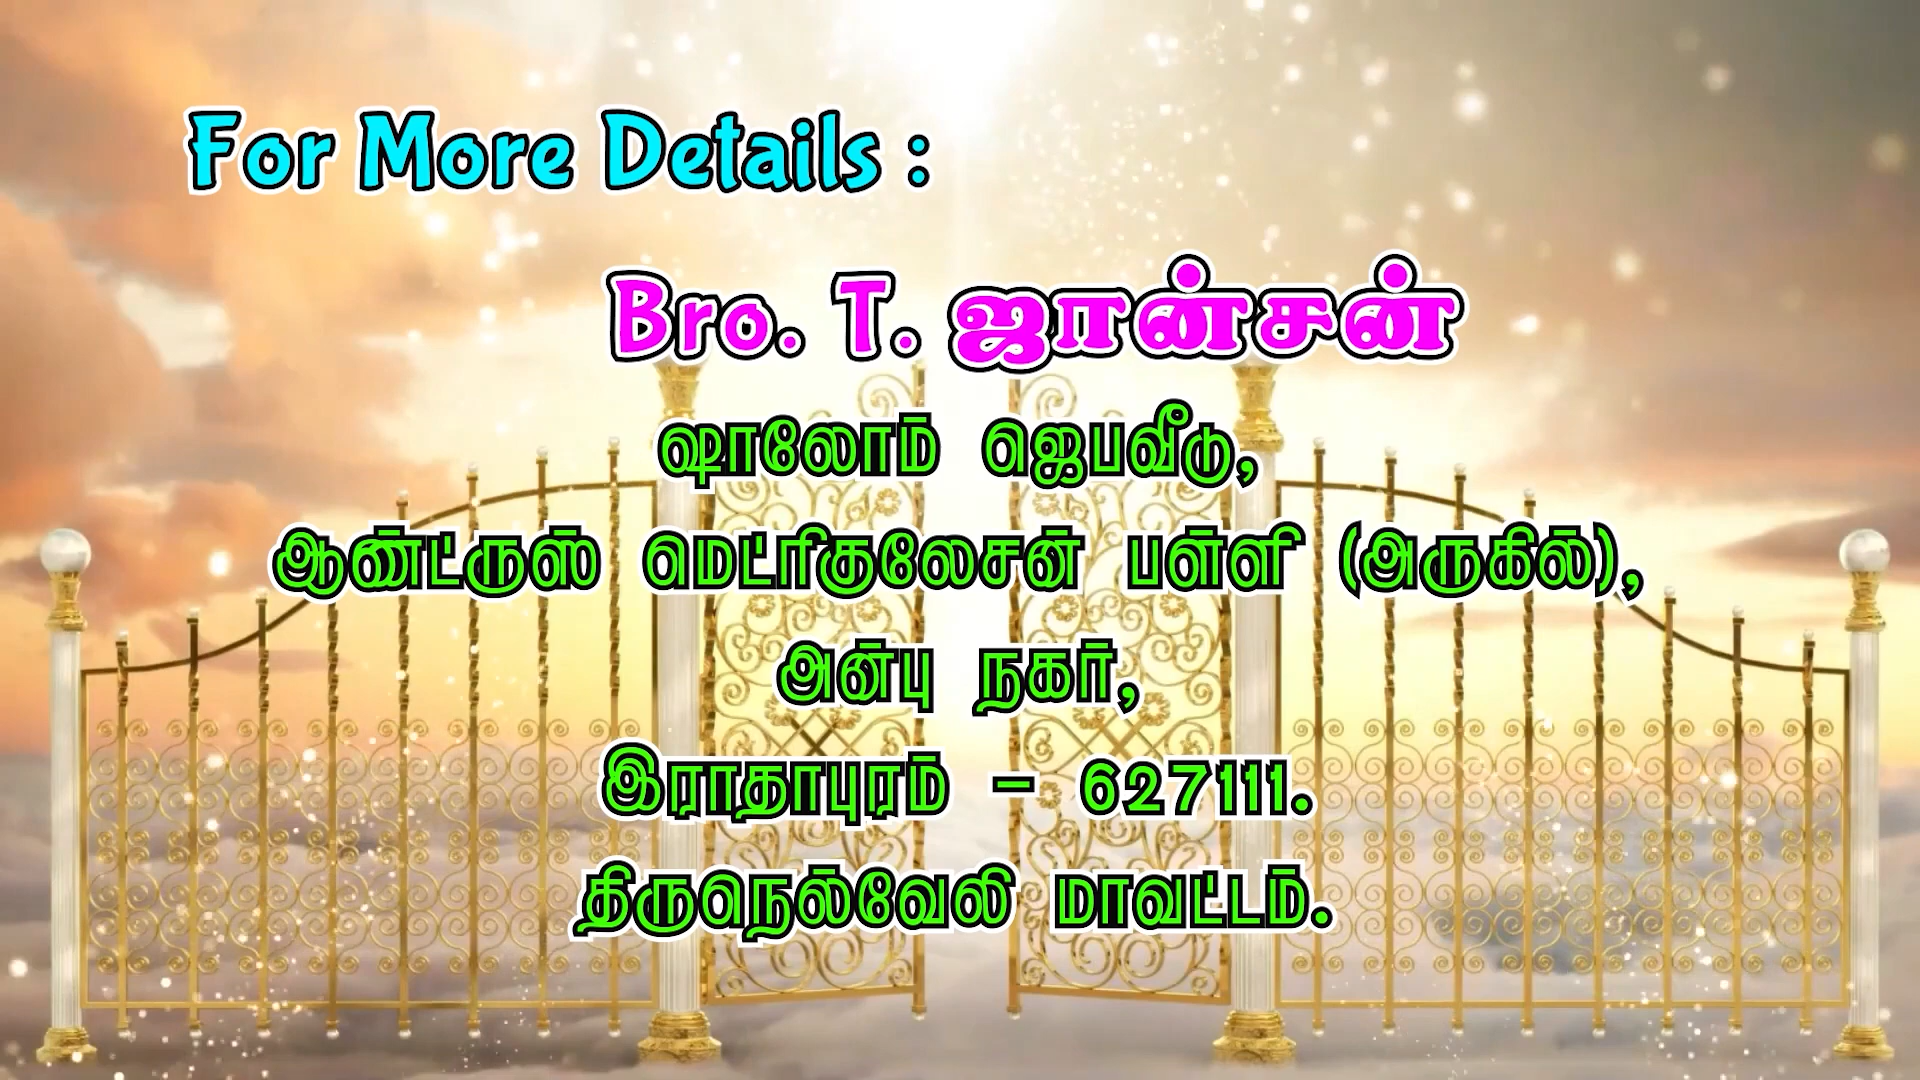 For More Details :
Bro. T. ஜான்சன்
ஷாலோம் ஜெபவீடு,
ஆண்ட்ரூஸ் மெட்ரிகுலேசன் பள்ளி (அருகில்),
அன்பு நகர்,
இராதாபுரம் - 627111.
திருநெல்வேலி மாவட்டம்.